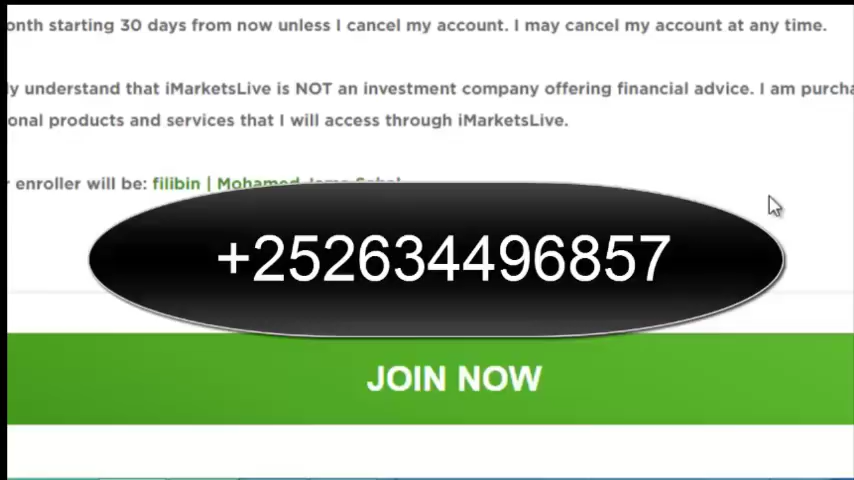 onth starting 30 days from now unless I cancel my account. I may cancel my account at any time.
ly understand that iMarketsLive is NOT an investment company offering financial advice. I am purcha
onal products and services that I will access through iMarketsLive.
r enroller will be: filibin | Mohamed
+252634496857
JOIN NOW